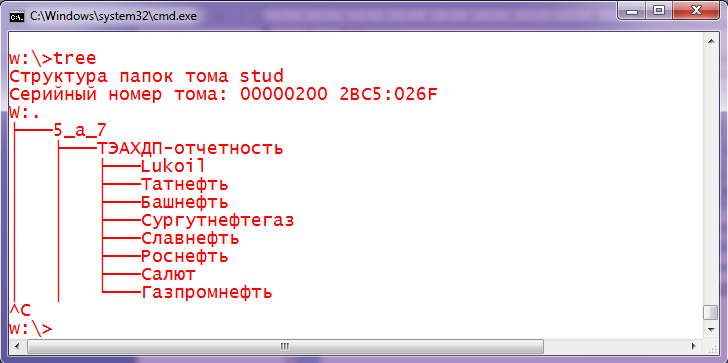 C:\Windows\system32\cmd.exe
w:\>tree
Структура папок тома stud
Серийный номер тома: 00000200 2BC5:026F
W:.
├───5_а_7
│   ├───ТЭАХДП-отчетность
│   │   ├───Lukoil
│   │   ├───Татнефть
│   │   ├───Башнефть
│   │   ├───Сургутнефтегаз
│   │   ├───Славнефть
│   │   ├───Роснефть
│   │   ├───Салют
│   │   └───Газпромнефть
^C
w:\>